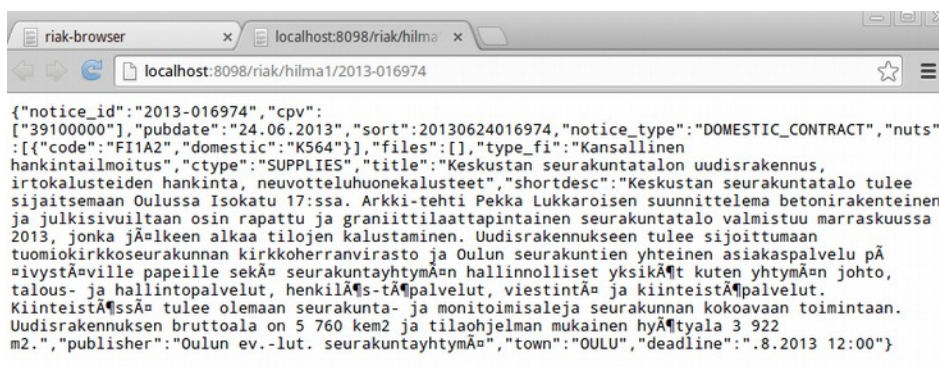 riak-browser × localhost:8098/riak/hilma ×
localhost:8098/riak/hilma1/2013-016974
{"notice_id":"2013-016974","cpv":
["39100000"],"pubdate":"24.06.2013","sort":20130624016974,"notice_type":"DOMESTIC_CONTRACT","nuts"
:[{"code":"FI1A2","domestic":"K564"}],"files":[],"type_fi":"Kansallinen
hankintailmoitus","ctype":"SUPPLIES","title":"Keskustan seurakuntatalon uudisrakennus,
irtokalusteiden hankinta, neuvotteluhuonekalusteet","shortdesc":"Keskustan seurakuntatalo tulee
sijaitsemaan Oulussa Isokatu 17:ssa. Arkki-tehti Pekka Lukkaroisen suunnittelema betonirakenteinen
ja julkisivuiltaan osin rapattu ja graniittilaattapintainen seurakuntatalo valmistuu marraskuussa
2013, jonka jÃ¤lkeen alkaa tilojen kalustaminen. Uudisrakennukseen tulee sijoittumaan
tuomiokirkkoseurakunnan kirkkoherranvirasto ja Oulun seurakuntien yhteinen asiakaspalvelu pÃ
¤ivystÃ¤ville papeille sekÃ¤ seurakuntayhtymÃ¤n hallinnolliset yksikÃ¶t kuten yhtymÃ¤n johto,
talous- ja hallintopalvelut, henkilÃ¶s-tÃ¶palvelut, viestintÃ¤ ja kiinteistÃ¶palvelut.
KiinteistÃ¶ssÃ¤ tulee olemaan seurakunta- ja monitoimisaleja seurakunnan kokoavaan toimintaan.
Uudisrakennuksen bruttoala on 5 760 kem2 ja tilaohjelman mukainen hyÃ¶tyala 3 922
m2.","publisher":"Oulun ev.-lut. seurakuntayhtymÃ¤","town":"OULU","deadline":".8.2013 12:00"}